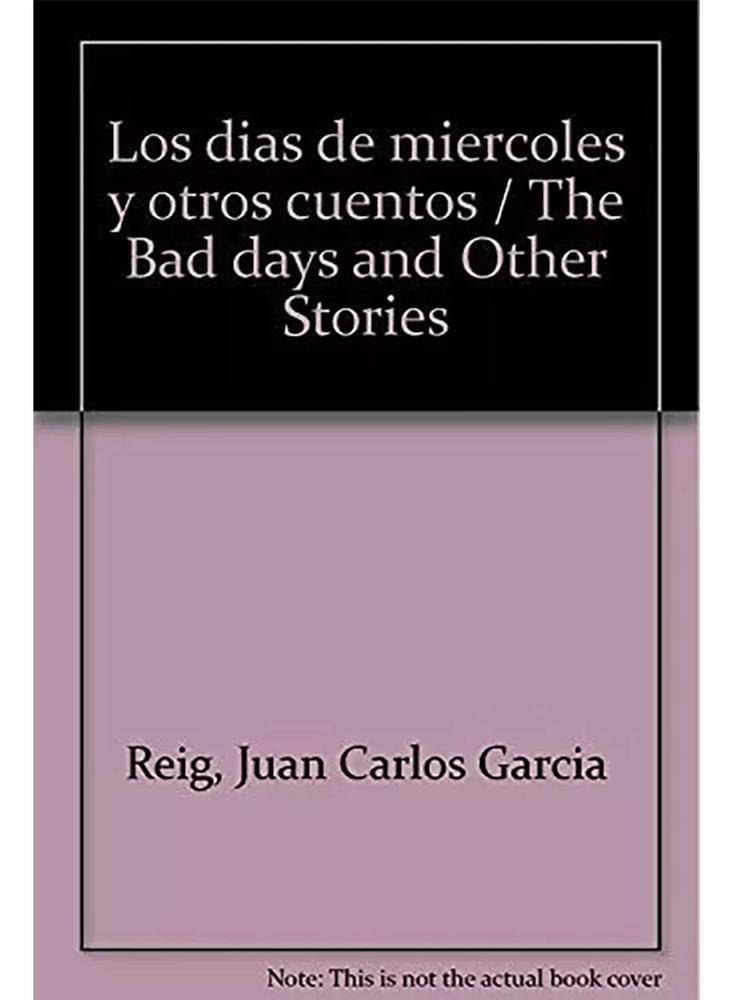 Los dias de miercoles
y otros cuentos / The
Bad days and Other
Stories
Reig, Juan Carlos Garcia
Note: This is not the actual book cover